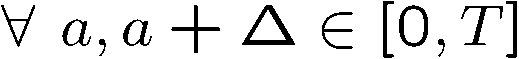 ∀ a, a + Δ ∈ [0, T]